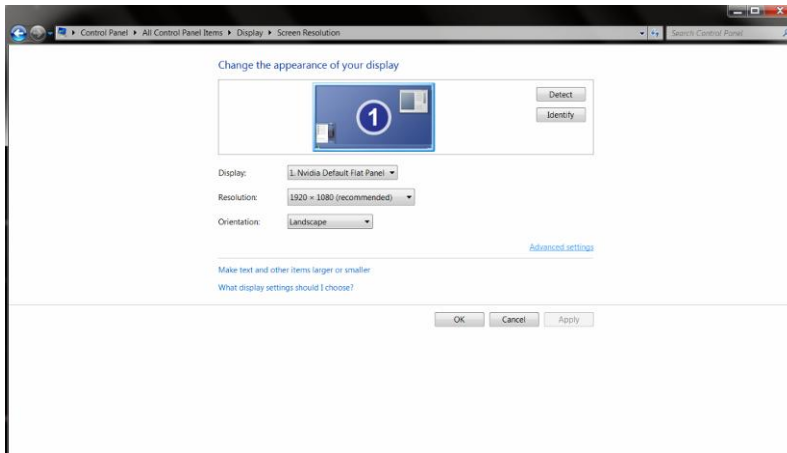 Control Panel ▸ All Control Panel Items ▸ Display ▸ Screen Resolution
Search Control Panel
Change the appearance of your display
1
Detect
Identify
Display: 1. Nvidia Default Flat Panel
Resolution: 1920 × 1080 (recommended)
Orientation: Landscape
Advanced settings
Make text and other items larger or smaller
What display settings should I choose?
OK Cancel Apply